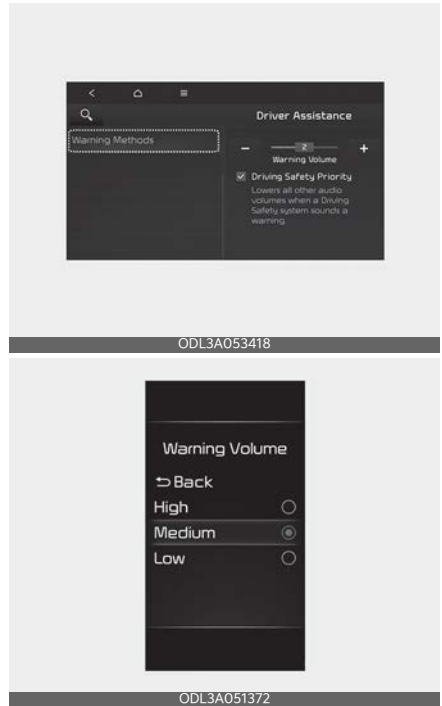 Driver Assistance
Warning Methods
2
Warning Volume
Driving Safety Priority
Lowers all other audio
volumes when a Driving
Safety system sounds a
warning
ODL3A053418
Warning Volume
Back
High
Medium
Low
ODL3A051372